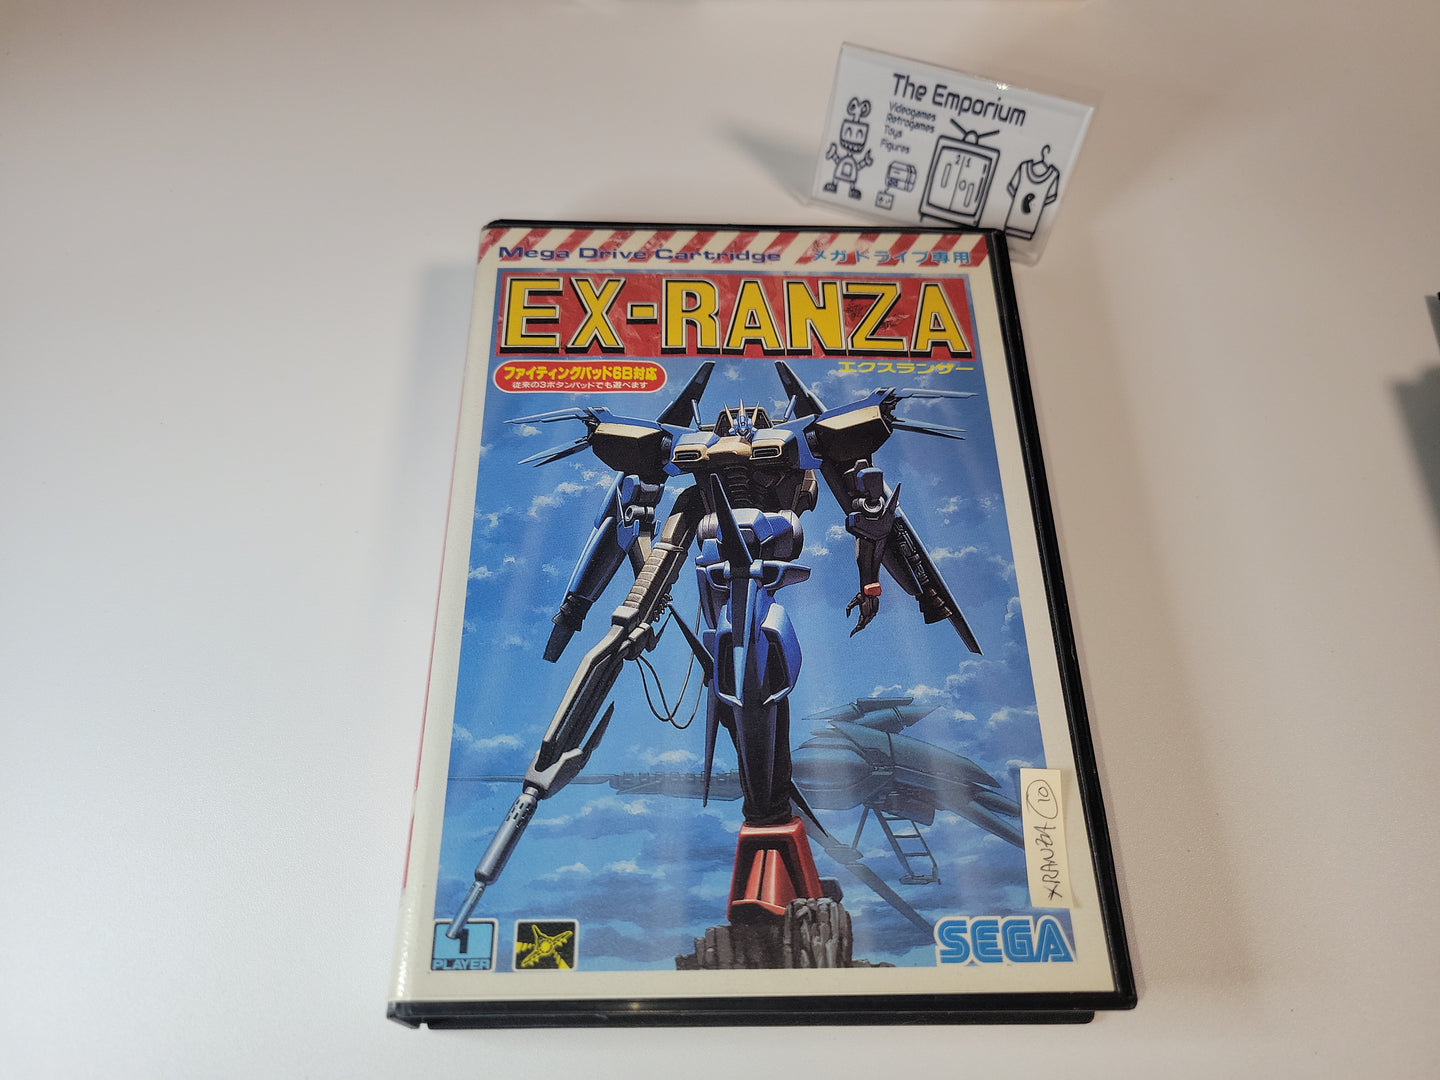 The Emporium
Videogames
Retrogames
Toys
Figures
21
Mega Drive Cartridge メガドライブ専用
EX-RANZA
エクスランザー
ファイティングパッド6B対応
従来の3ボタンパッドでも遊べます
XRANZA 10
1
PLAYER
SEGA